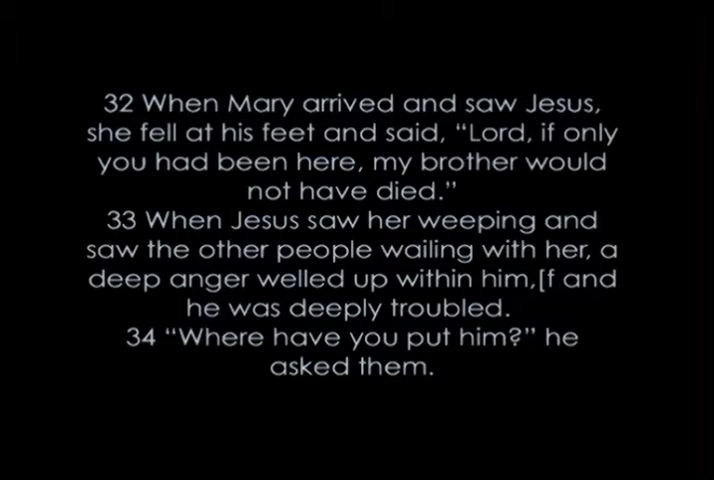 32 When Mary arrived and saw Jesus,
she fell at his feet and said, “Lord, if only
you had been here, my brother would
not have died.”
33 When Jesus saw her weeping and
saw the other people wailing with her, a
deep anger welled up within him,[f and
he was deeply troubled.
34 “Where have you put him?” he
asked them.